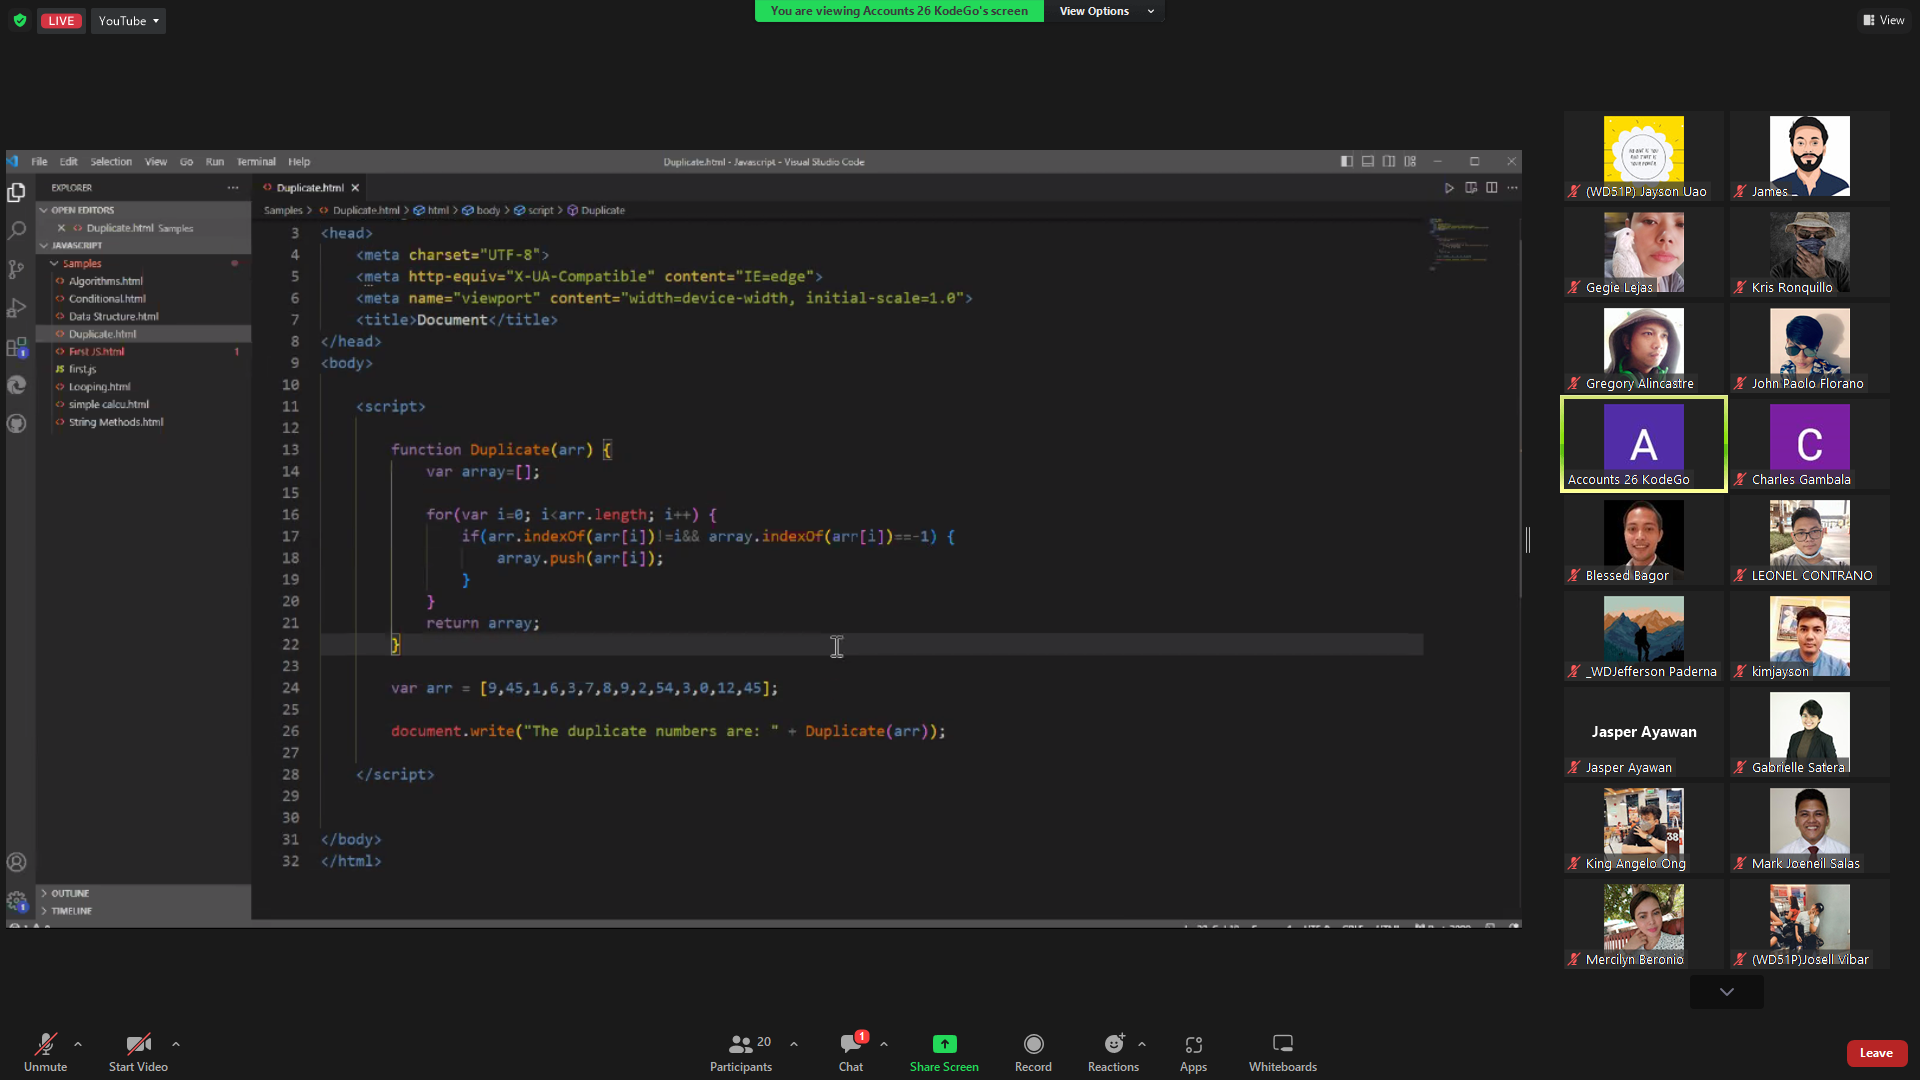 LIVE
YouTube
You are viewing Accounts 26 KodeGo's screen
View Options
View
File Edit Selection View Go Run Terminal Help
Duplicate.html - Javascript - Visual Studio Code
EXPLORER
OPEN EDITORS
Duplicate.html Samples
JAVASCRIPT
Samples
Algorithms.html
Conditional.html
Data Structure.html
Duplicate.html
First JS.html 1
JS first.js
Looping.html
simple calcu.html
String Methods.html
OUTLINE
TIMELINE
Duplicate.html
Samples > Duplicate.html > html > body > script > Duplicate
3 <head>
4 <meta charset="UTF-8">
5 <meta http-equiv="X-UA-Compatible" content="IE=edge">
6 <meta name="viewport" content="width=device-width, initial-scale=1.0">
7 <title>Document</title>
8 </head>
9 <body>
10
11 <script>
12
13 function Duplicate(arr) {
14 var array=[];
15
16 for(var i=0; i<arr.length; i++) {
17 if(arr.indexOf(arr[i])!=i&& array.indexOf(arr[i])==-1) {
18 array.push(arr[i]);
19 }
20 }
21 return array;
22 }
23
24 var arr = [9,45,1,6,3,7,8,9,2,54,3,0,12,45];
25
26 document.write("The duplicate numbers are: " + Duplicate(arr));
27
28 </script>
29
30
31 </body>
32 </html>
(WD51P) Jayson Uao
James _
Gegie Lejas
Kris Ronquillo
Gregory Alincastre
John Paolo Florano
A
Accounts 26 KodeGo
C
Charles Gambala
Blessed Bagor
LEONEL CONTRANO
_WDJefferson Paderna
kimjayson
Jasper Ayawan
Jasper Ayawan
Gabrielle Satera
38
King Angelo Ong
Mark Joeneil Salas
Mercilyn Beronio
(WD51P)Josell Vibar
Unmute
Start Video
20
Participants
1
Chat
Share Screen
Record
Reactions
Apps
Whiteboards
Leave